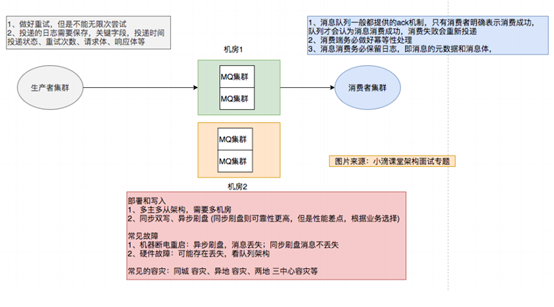 1、做好重试，但是不能无限次尝试
2、投递的日志需要保存，关键字段，投递时间
投递状态、重试次数、请求体、响应体等
1、消息队列一般都提供的ack机制，只有消费者明确表示消费成功，
队列才会认为消息消费成功，消费失败会重新投递
2、消费端务必做好幂等性处理
3、消息消费务必保留日志，即消息的元数据和消息体，
机房1
生产者集群
MQ集群
MQ集群
消费者集群
MQ集群
MQ集群
图片来源：小滴课堂架构面试专题
机房2
部署和写入
1、多主多从架构，需要多机房
2、同步双写、异步刷盘 (同步刷盘则可靠性更高，但是性能差点，根据业务选择)
常见故障
1、机器断电重启：异步刷盘，消息丢失；同步刷盘消息不丢失
2、硬件故障：可能存在丢失，看队列架构
常见的容灾：同城 容灾、异地 容灾、两地 三中心容灾等